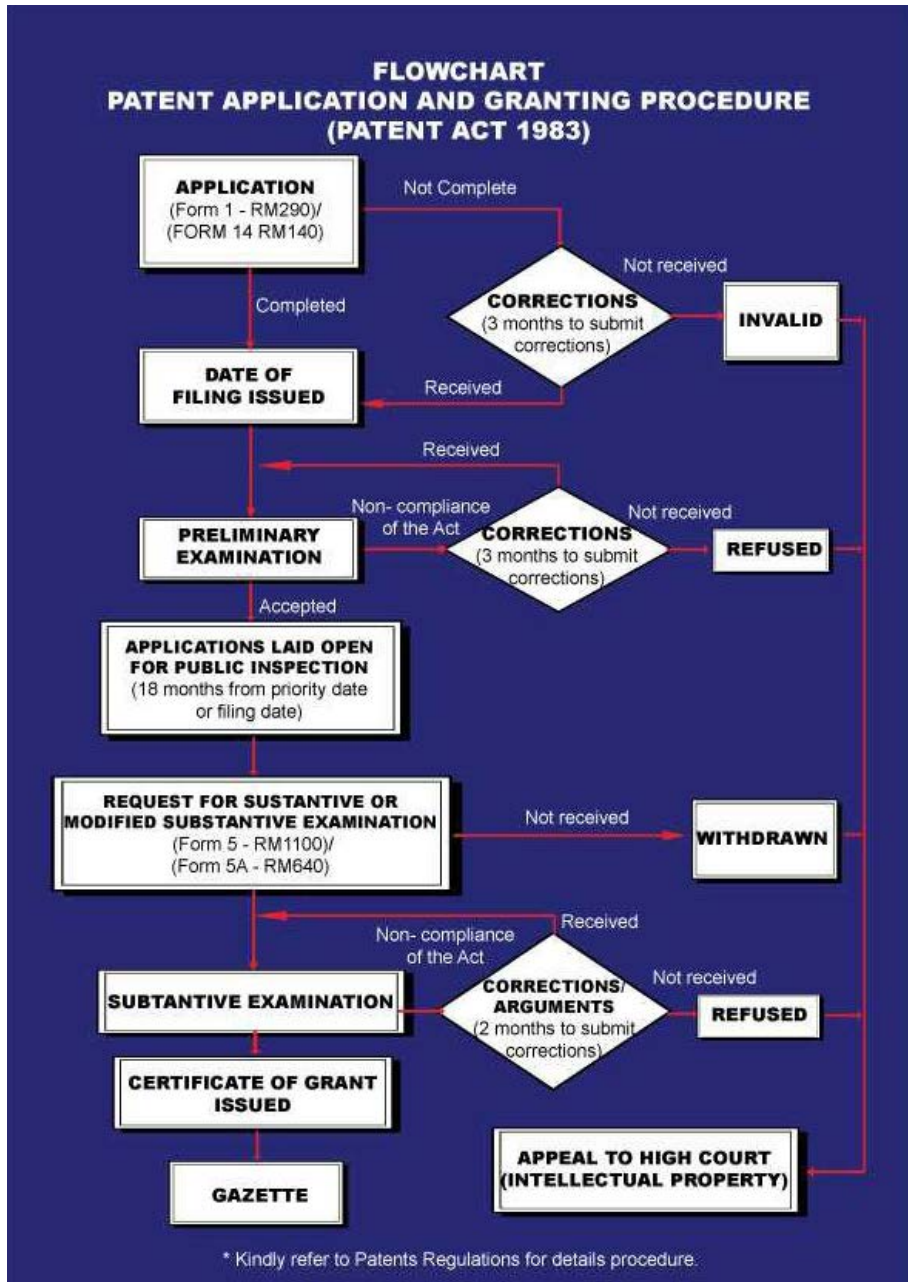 FLOWCHART
PATENT APPLICATION AND GRANTING PROCEDURE
(PATENT ACT 1983)
APPLICATION
(Form 1 - RM290)/
(FORM 14 RM140)
Not Complete
Completed
CORRECTIONS
(3 months to submit
corrections)
Not received
INVALID
DATE OF
FILING ISSUED
Received
Received
PRELIMINARY
EXAMINATION
Non- compliance
of the Act
CORRECTIONS
(3 months to submit
corrections)
Not received
REFUSED
Accepted
APPLICATIONS LAID OPEN
FOR PUBLIC INSPECTION
(18 months from priority date
or filing date)
REQUEST FOR SUSTANTIVE OR
MODIFIED SUBSTANTIVE EXAMINATION
(Form 5 - RM1100)/
(Form 5A - RM640)
Not received
WITHDRAWN
Received
Non- compliance
of the Act
SUBTANTIVE EXAMINATION
CORRECTIONS/
ARGUMENTS
(2 months to submit
corrections)
Not received
REFUSED
CERTIFICATE OF GRANT
ISSUED
GAZETTE
APPEAL TO HIGH COURT
(INTELLECTUAL PROPERTY)
* Kindly refer to Patents Regulations for details procedure.